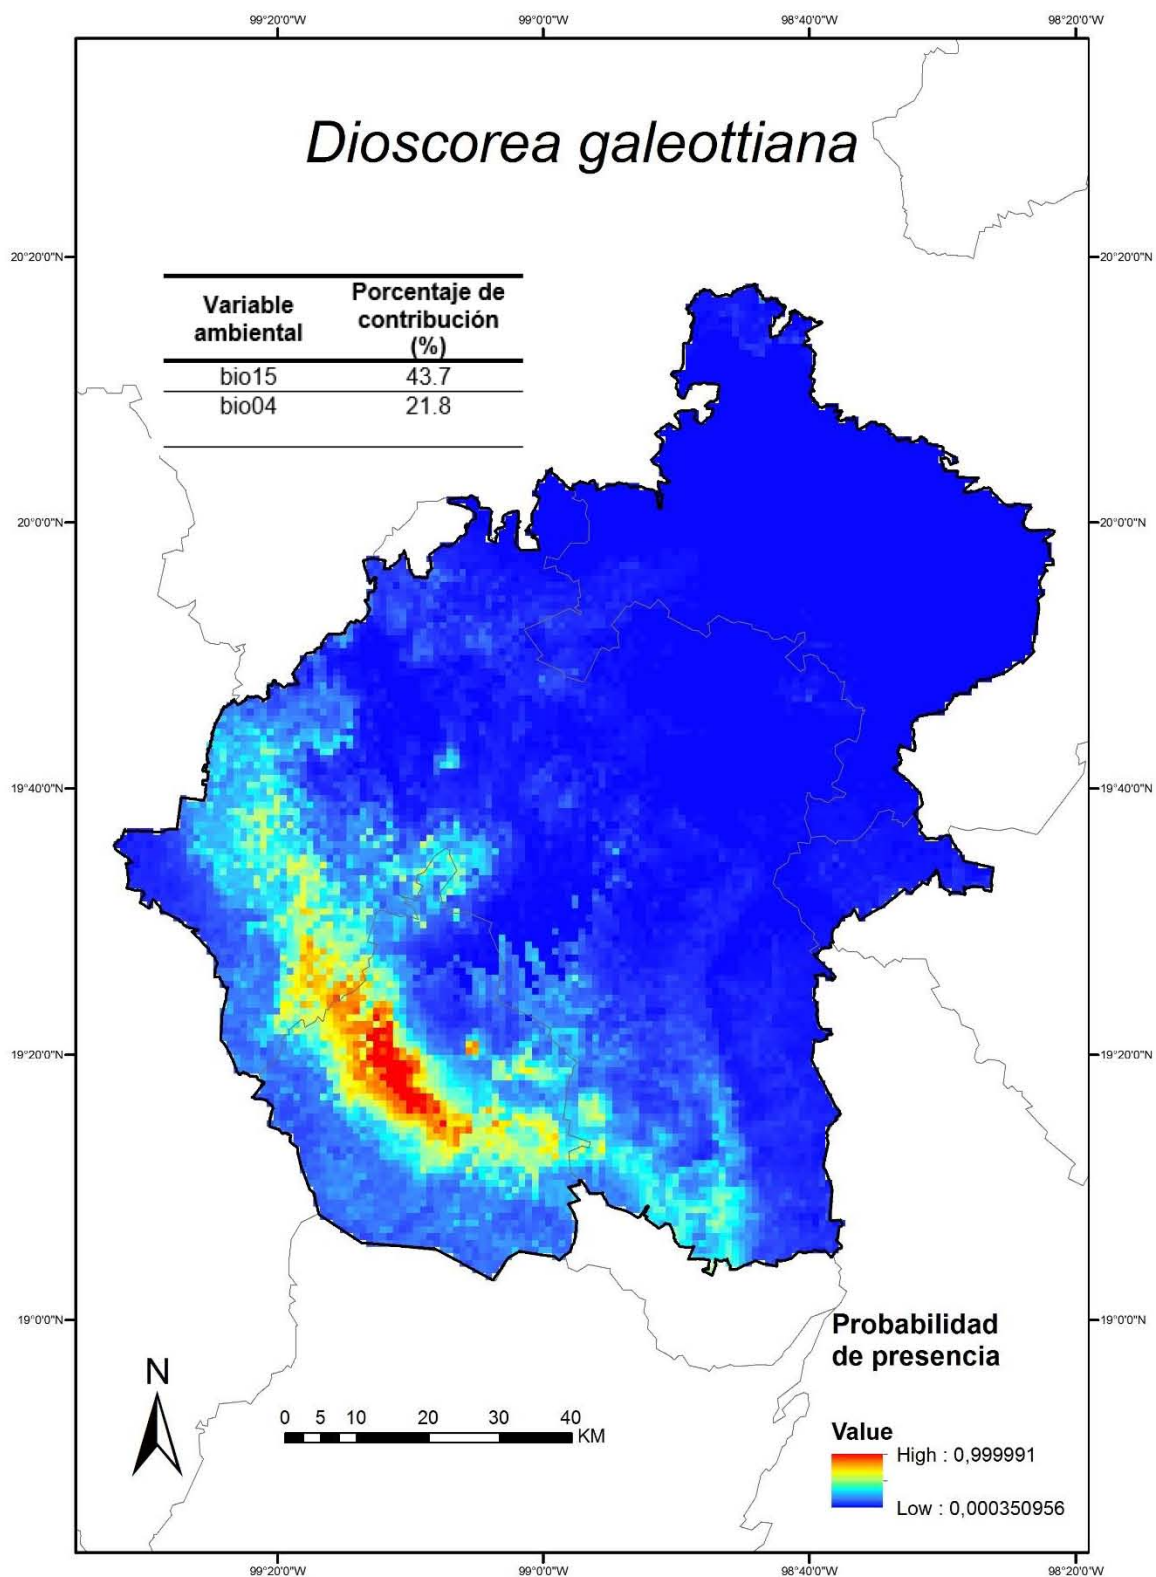 99°20'0"W 99°0'0"W 98°40'0"W 98°20'0"W
Dioscorea galeottiana
20°20'0"N 20°20'0"N
Variable ambiental Porcentaje de contribución (%)
bio15 43.7
bio04 21.8
20°0'0"N 20°0'0"N
19°40'0"N 19°40'0"N
19°20'0"N 19°20'0"N
19°0'0"N 19°0'0"N
Probabilidad
de presencia
N
0 5 10 20 30 40
KM
Value
High : 0,999991
Low : 0,000350956
99°20'0"W 99°0'0"W 98°40'0"W 98°20'0"W